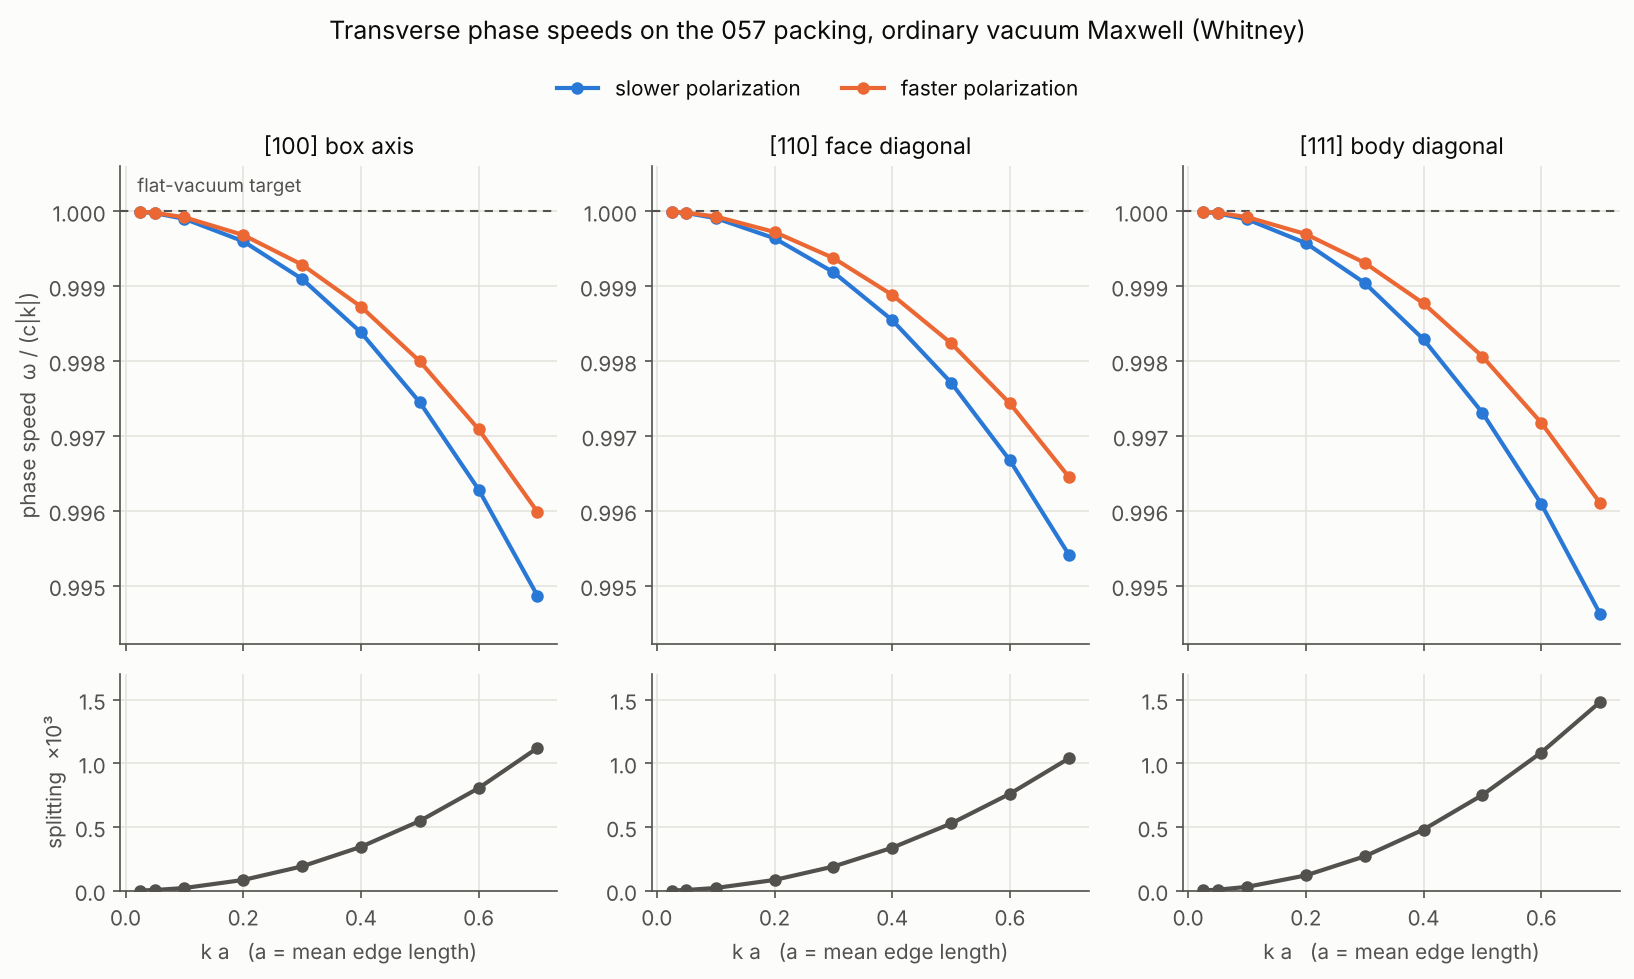 Transverse phase speeds on the 057 packing, ordinary vacuum Maxwell (Whitney)
slower polarization
faster polarization
[100] box axis
[110] face diagonal
[111] body diagonal
flat-vacuum target
phase speed ω / (c|k|)
1.000
0.999
0.998
0.997
0.996
0.995
1.000
0.999
0.998
0.997
0.996
0.995
1.000
0.999
0.998
0.997
0.996
0.995
splitting ×10³
1.5
1.0
0.5
0.0
1.5
1.0
0.5
0.0
1.5
1.0
0.5
0.0
0.0 0.2 0.4 0.6
0.0 0.2 0.4 0.6
0.0 0.2 0.4 0.6
k a (a = mean edge length)
k a (a = mean edge length)
k a (a = mean edge length)